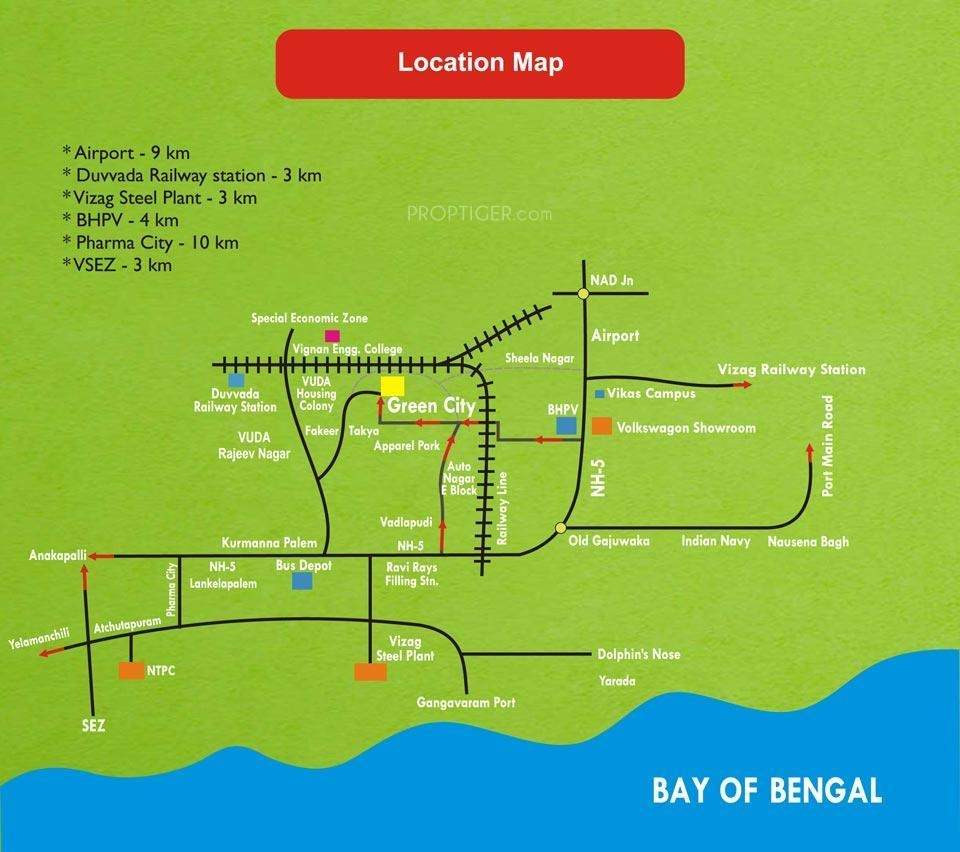 Location Map
* Airport - 9 km
* Duvvada Railway station - 3 km
* Vizag Steel Plant - 3 km
* BHPV - 4 km
* Pharma City - 10 km
* VSEZ - 3 km
PROPTIGER.com
NAD Jn
Special Economic Zone
Airport
Vignan Engg. College
Sheela Nagar
Vizag Railway Station
Duvvada
Railway Station
VUDA
Housing
Colony
Green City
Vikas Campus
BHPV
Volkswagon Showroom
Port Main Road
VUDA
Rajeev Nagar
Fakeer Takya
Apparel Park
Auto
Nagar
E Block
Railway Line
NH-5
Vadlapudi
Old Gajuwaka
Indian Navy
Nausena Bagh
Kurmanna Palem
NH-5
Anakapalli
NH-5
Lankelapalem
Bus Depot
Ravi Rays
Filling Stn.
Pharma City
Yelamanchili
Atchutapuram
NTPC
Vizag
Steel Plant
Dolphin's Nose
Yarada
Gangavaram Port
SEZ
BAY OF BENGAL